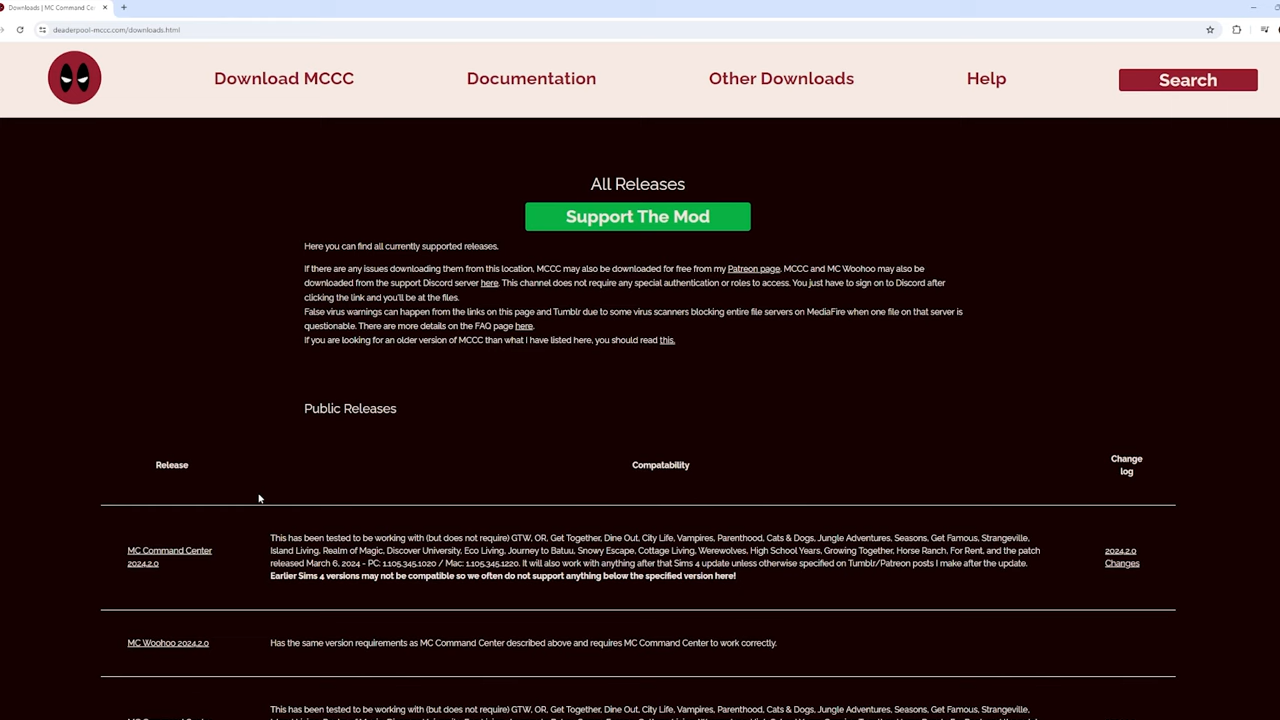 Downloads | MC Command Ce
deaderpool-mccc.com/downloads.html
Download MCCC
Documentation
Other Downloads
Help
Search
All Releases
Support The Mod
Here you can find all currently supported releases.
If there are any issues downloading them from this location, MCCC may also be downloaded for free from my Patreon page. MCCC and MC Woohoo may also be
downloaded from the support Discord server here. This channel does not require any special authentication or roles to access. You just have to sign on to Discord after
clicking the link and you'll be at the files.
False virus warnings can happen from the links on this page and Tumblr due to some virus scanners blocking entire file servers on MediaFire when one file on that server is
questionable. There are more details on the FAQ page here.
If you are looking for an older version of MCCC than what I have listed here, you should read this.
Public Releases
Release
Compatability
Change
log
MC Command Center
2024.2.0
This has been tested to be working with (but does not require) GTW, OR, Get Together, Dine Out, City Life, Vampires, Parenthood, Cats & Dogs, Jungle Adventures, Seasons, Get Famous, Strangeville,
Island Living, Realm of Magic, Discover University, Eco Living, Journey to Batuu, Snowy Escape, Cottage Living, Werewolves, High School Years, Growing Together, Horse Ranch, For Rent, and the patch
released March 6, 2024 - PC: 1.105.345.1020 / Mac: 1.105.345.1220. It will also work with anything after that Sims 4 update unless otherwise specified on Tumblr/Patreon posts I make after the update.
Earlier Sims 4 versions may not be compatible so we often do not support anything below the specified version here!
2024.2.0
Changes
MC Woohoo 2024.2.0
Has the same version requirements as MC Command Center described above and requires MC Command Center to work correctly.
This has been tested to be working with (but does not require) GTW, OR, Get Together, Dine Out, City Life, Vampires, Parenthood, Cats & Dogs, Jungle Adventures, Seasons, Get Famous, Strangeville,